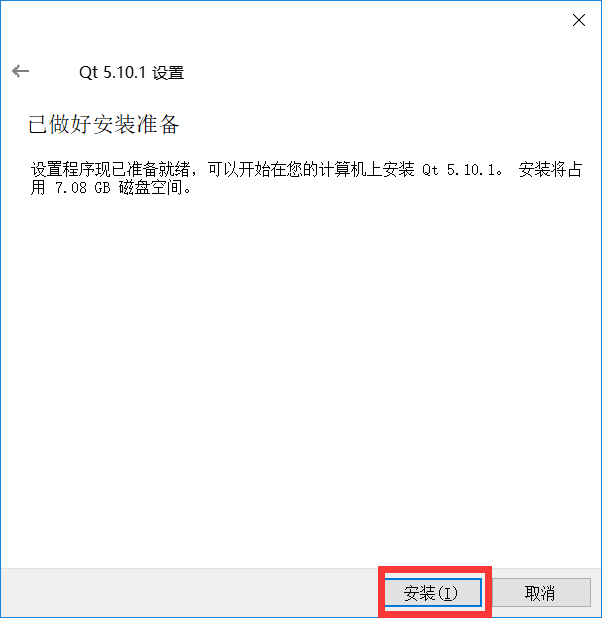 Qt 5.10.1 设置
已做好安装准备
设置程序现已准备就绪，可以开始在您的计算机上安装 Qt 5.10.1。 安装将占
用 7.08 GB 磁盘空间。
安装(I)
取消